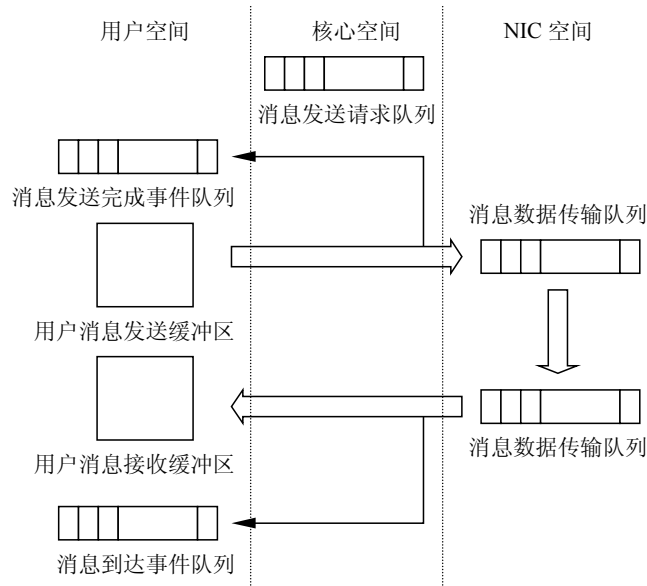 用户空间
核心空间
NIC 空间
消息发送请求队列
消息发送完成事件队列
消息数据传输队列
用户消息发送缓冲区
消息数据传输队列
用户消息接收缓冲区
消息到达事件队列